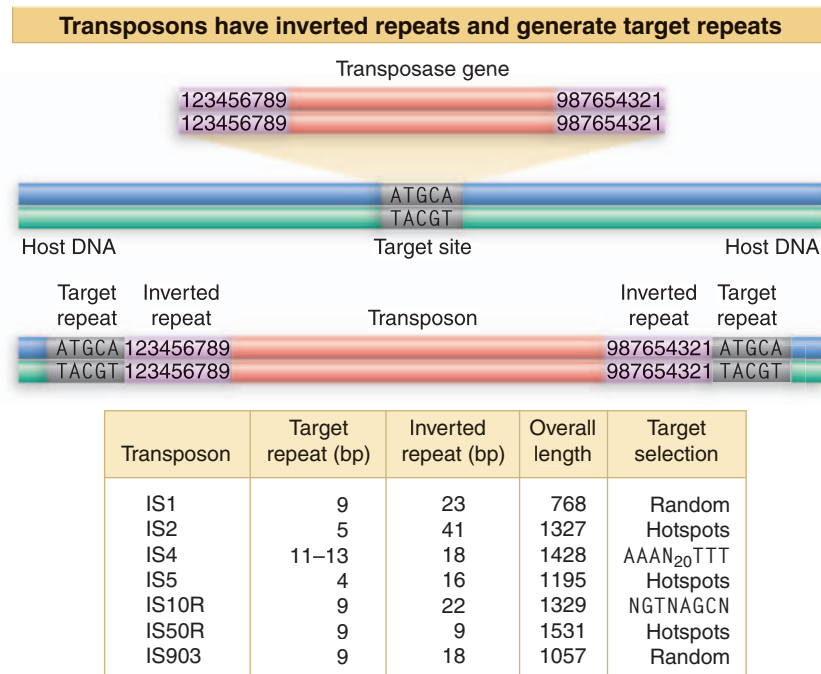 Transposons have inverted repeats and generate target repeats
Transposase gene
123456789 987654321
123456789 987654321
ATGCA
TACGT
Host DNA Target site Host DNA
Target Inverted Inverted Target
repeat repeat Transposon repeat repeat
ATGCA 123456789 987654321 ATGCA
TACGT 123456789 987654321 TACGT
Target Inverted Overall Target
Transposon repeat (bp) repeat (bp) length selection
IS1 9 23 768 Random
IS2 5 41 1327 Hotspots
IS4 11–13 18 1428 AAAN₂₀TTT
IS5 4 16 1195 Hotspots
IS10R 9 22 1329 NGTNAGCN
IS50R 9 9 1531 Hotspots
IS903 9 18 1057 Random